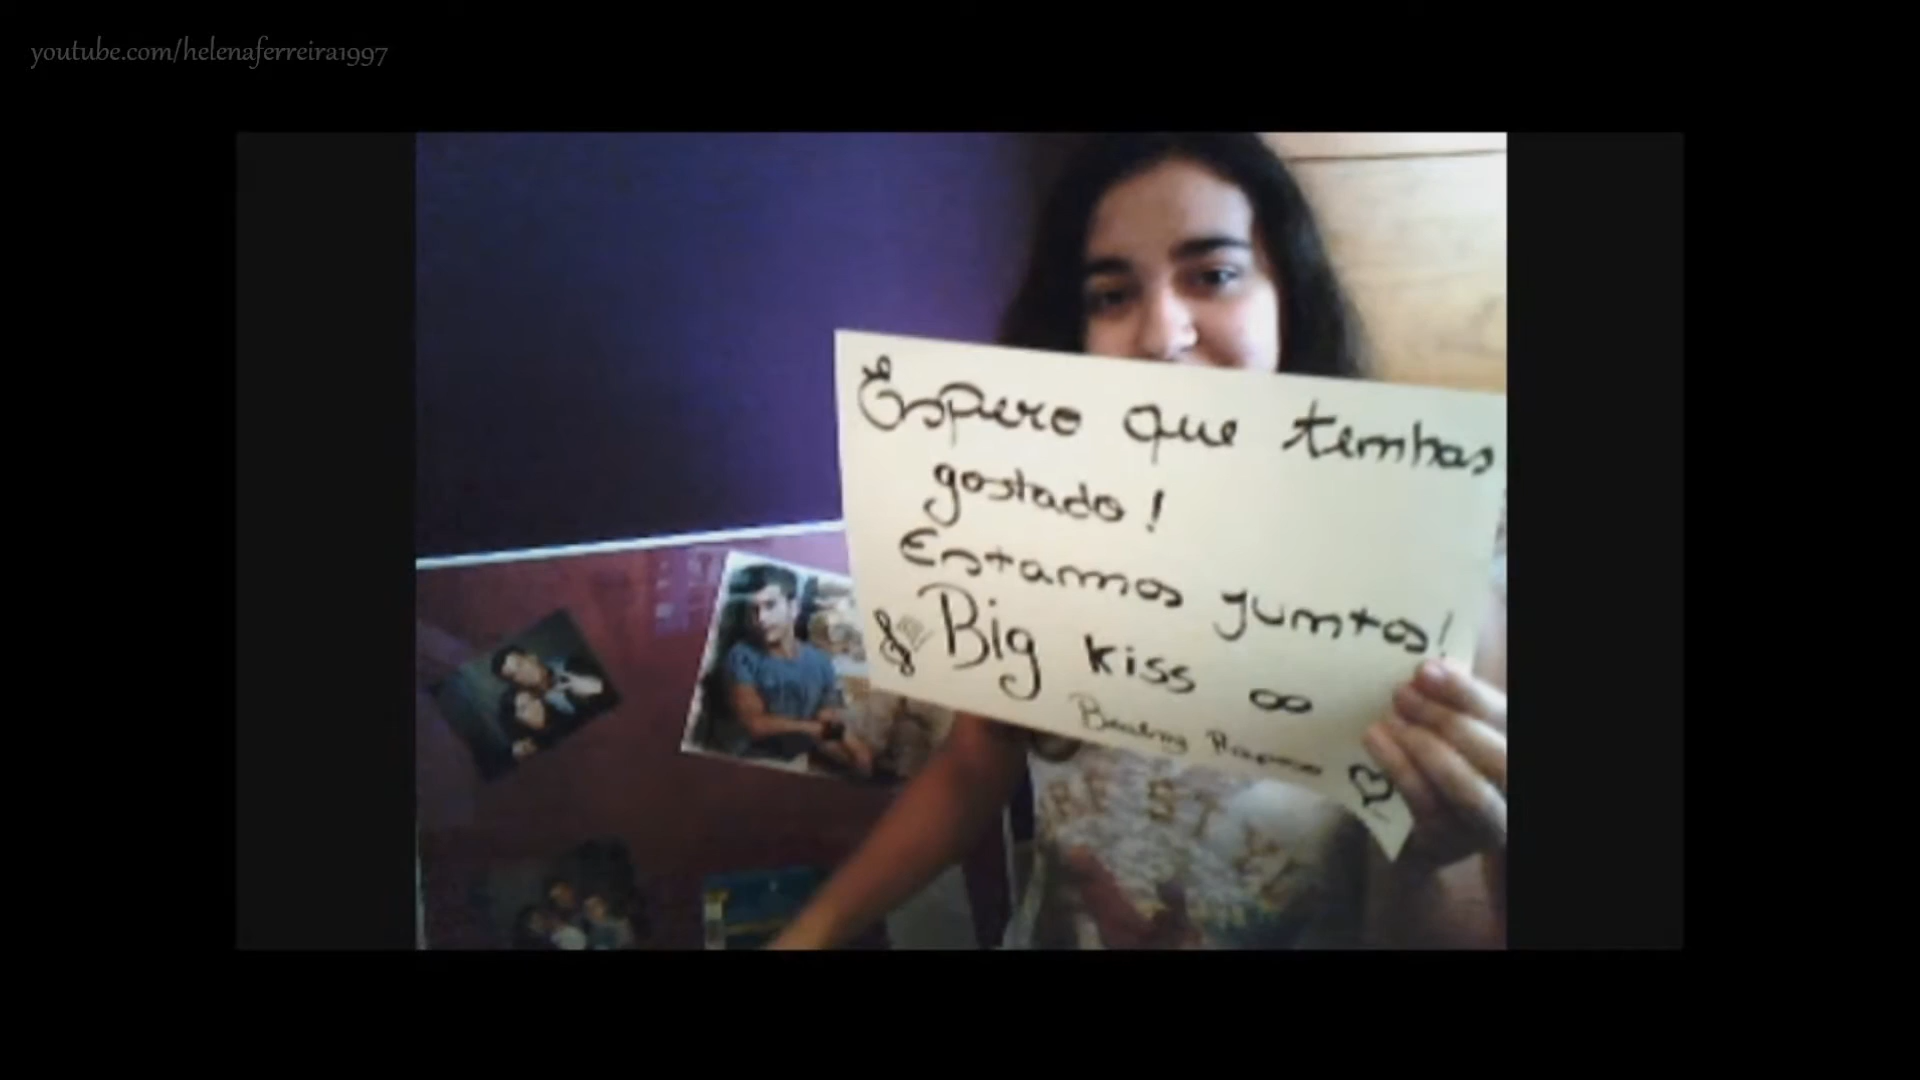 youtube.com/helenaferreira1997
Espero que tenhas
gostado!
Estamos juntos!
Big kiss ∞